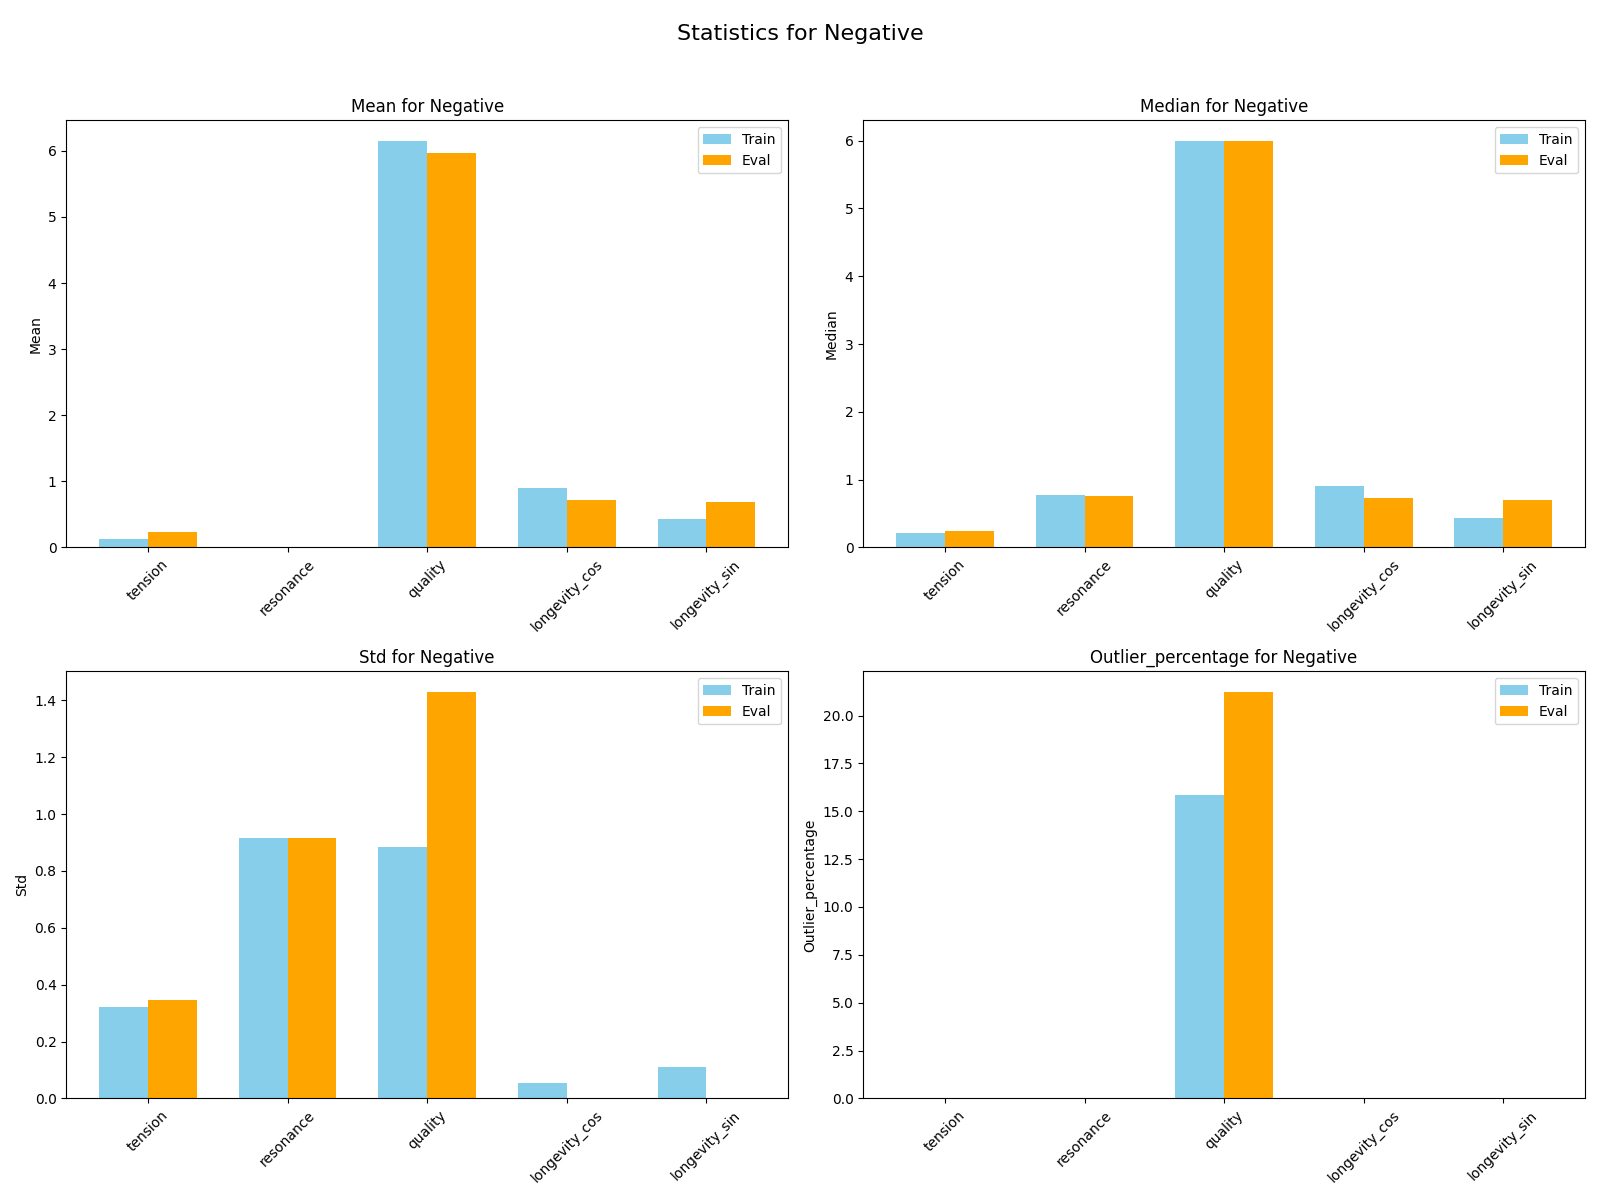 Statistics for Negative
Mean for Negative
Train
Eval
Mean
6
5
4
3
2
1
0
tension
resonance
quality
longevity_cos
longevity_sin
Median for Negative
Train
Eval
Median
6
5
4
3
2
1
0
tension
resonance
quality
longevity_cos
longevity_sin
Std for Negative
Train
Eval
Std
1.4
1.2
1.0
0.8
0.6
0.4
0.2
0.0
tension
resonance
quality
longevity_cos
longevity_sin
Outlier_percentage for Negative
Train
Eval
Outlier_percentage
20.0
17.5
15.0
12.5
10.0
7.5
5.0
2.5
0.0
tension
resonance
quality
longevity_cos
longevity_sin